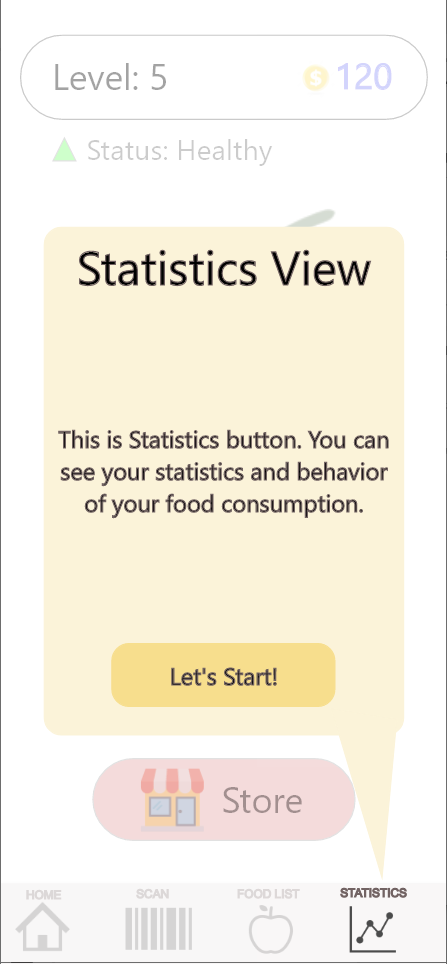 Level: 5
$ 120
Status: Healthy
Statistics View
This is Statistics button. You can
see your statistics and behavior
of your food consumption.
Let's Start!
Store
HOME SCAN FOOD LIST STATISTICS